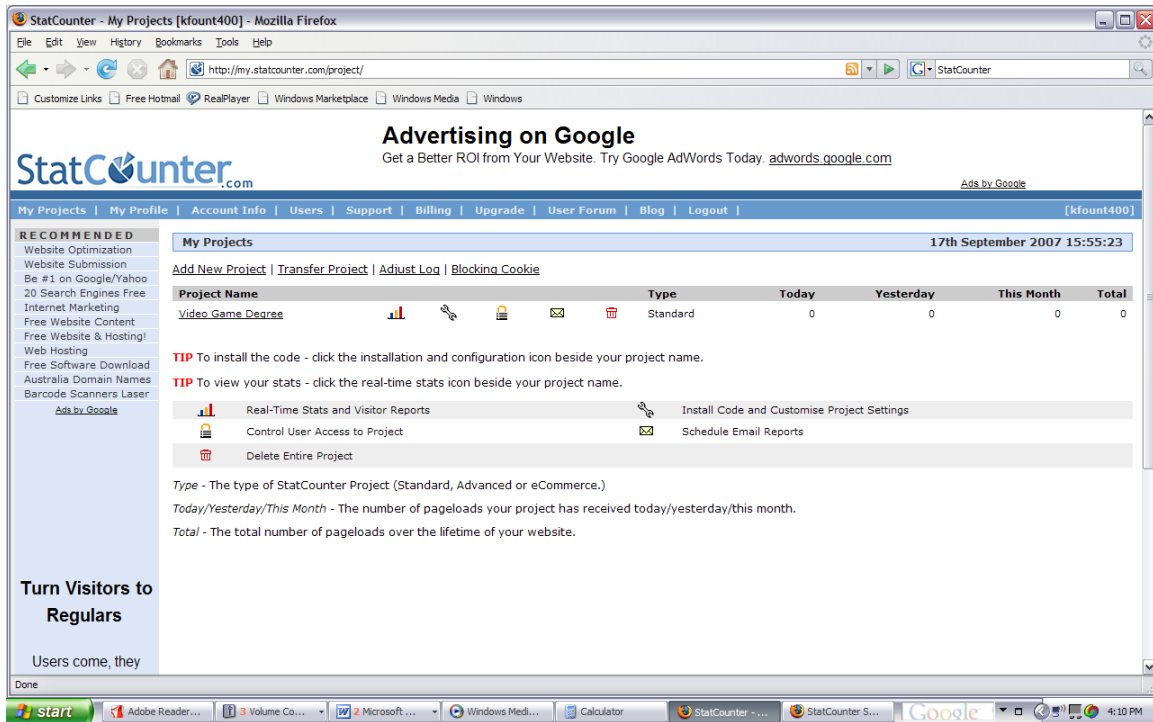 StatCounter - My Projects [kfount400] - Mozilla Firefox
File Edit View History Bookmarks Tools Help
http://my.statcounter.com/project/
StatCounter
Customize Links Free Hotmail RealPlayer Windows Marketplace Windows Media Windows
StatCounter.com
Advertising on Google
Get a Better ROI from Your Website. Try Google AdWords Today. adwords.google.com
Ads by Google
My Projects | My Profile | Account Info | Users | Support | Billing | Upgrade | User Forum | Blog | Logout | [kfount400]
RECOMMENDED
Website Optimization
Website Submission
Be #1 on Google/Yahoo
20 Search Engines Free
Internet Marketing
Free Website Content
Free Website & Hosting!
Web Hosting
Free Software Download
Australia Domain Names
Barcode Scanners Laser
Ads by Google
Turn Visitors to
Regulars
Users come, they
My Projects 17th September 2007 15:55:23
Add New Project | Transfer Project | Adjust Log | Blocking Cookie
Project Name Type Today Yesterday This Month Total
Video Game Degree Standard 0 0 0 0
TIP To install the code - click the installation and configuration icon beside your project name.
TIP To view your stats - click the real-time stats icon beside your project name.
Real-Time Stats and Visitor Reports Install Code and Customise Project Settings
Control User Access to Project Schedule Email Reports
Delete Entire Project
Type - The type of StatCounter Project (Standard, Advanced or eCommerce.)
Today/Yesterday/This Month - The number of pageloads your project has received today/yesterday/this month.
Total - The total number of pageloads over the lifetime of your website.
Done
start Adobe Reader... 3 Volume Co... 2 Microsoft ... Windows Medi... Calculator StatCounter - ... StatCounter S... Google 4:10 PM